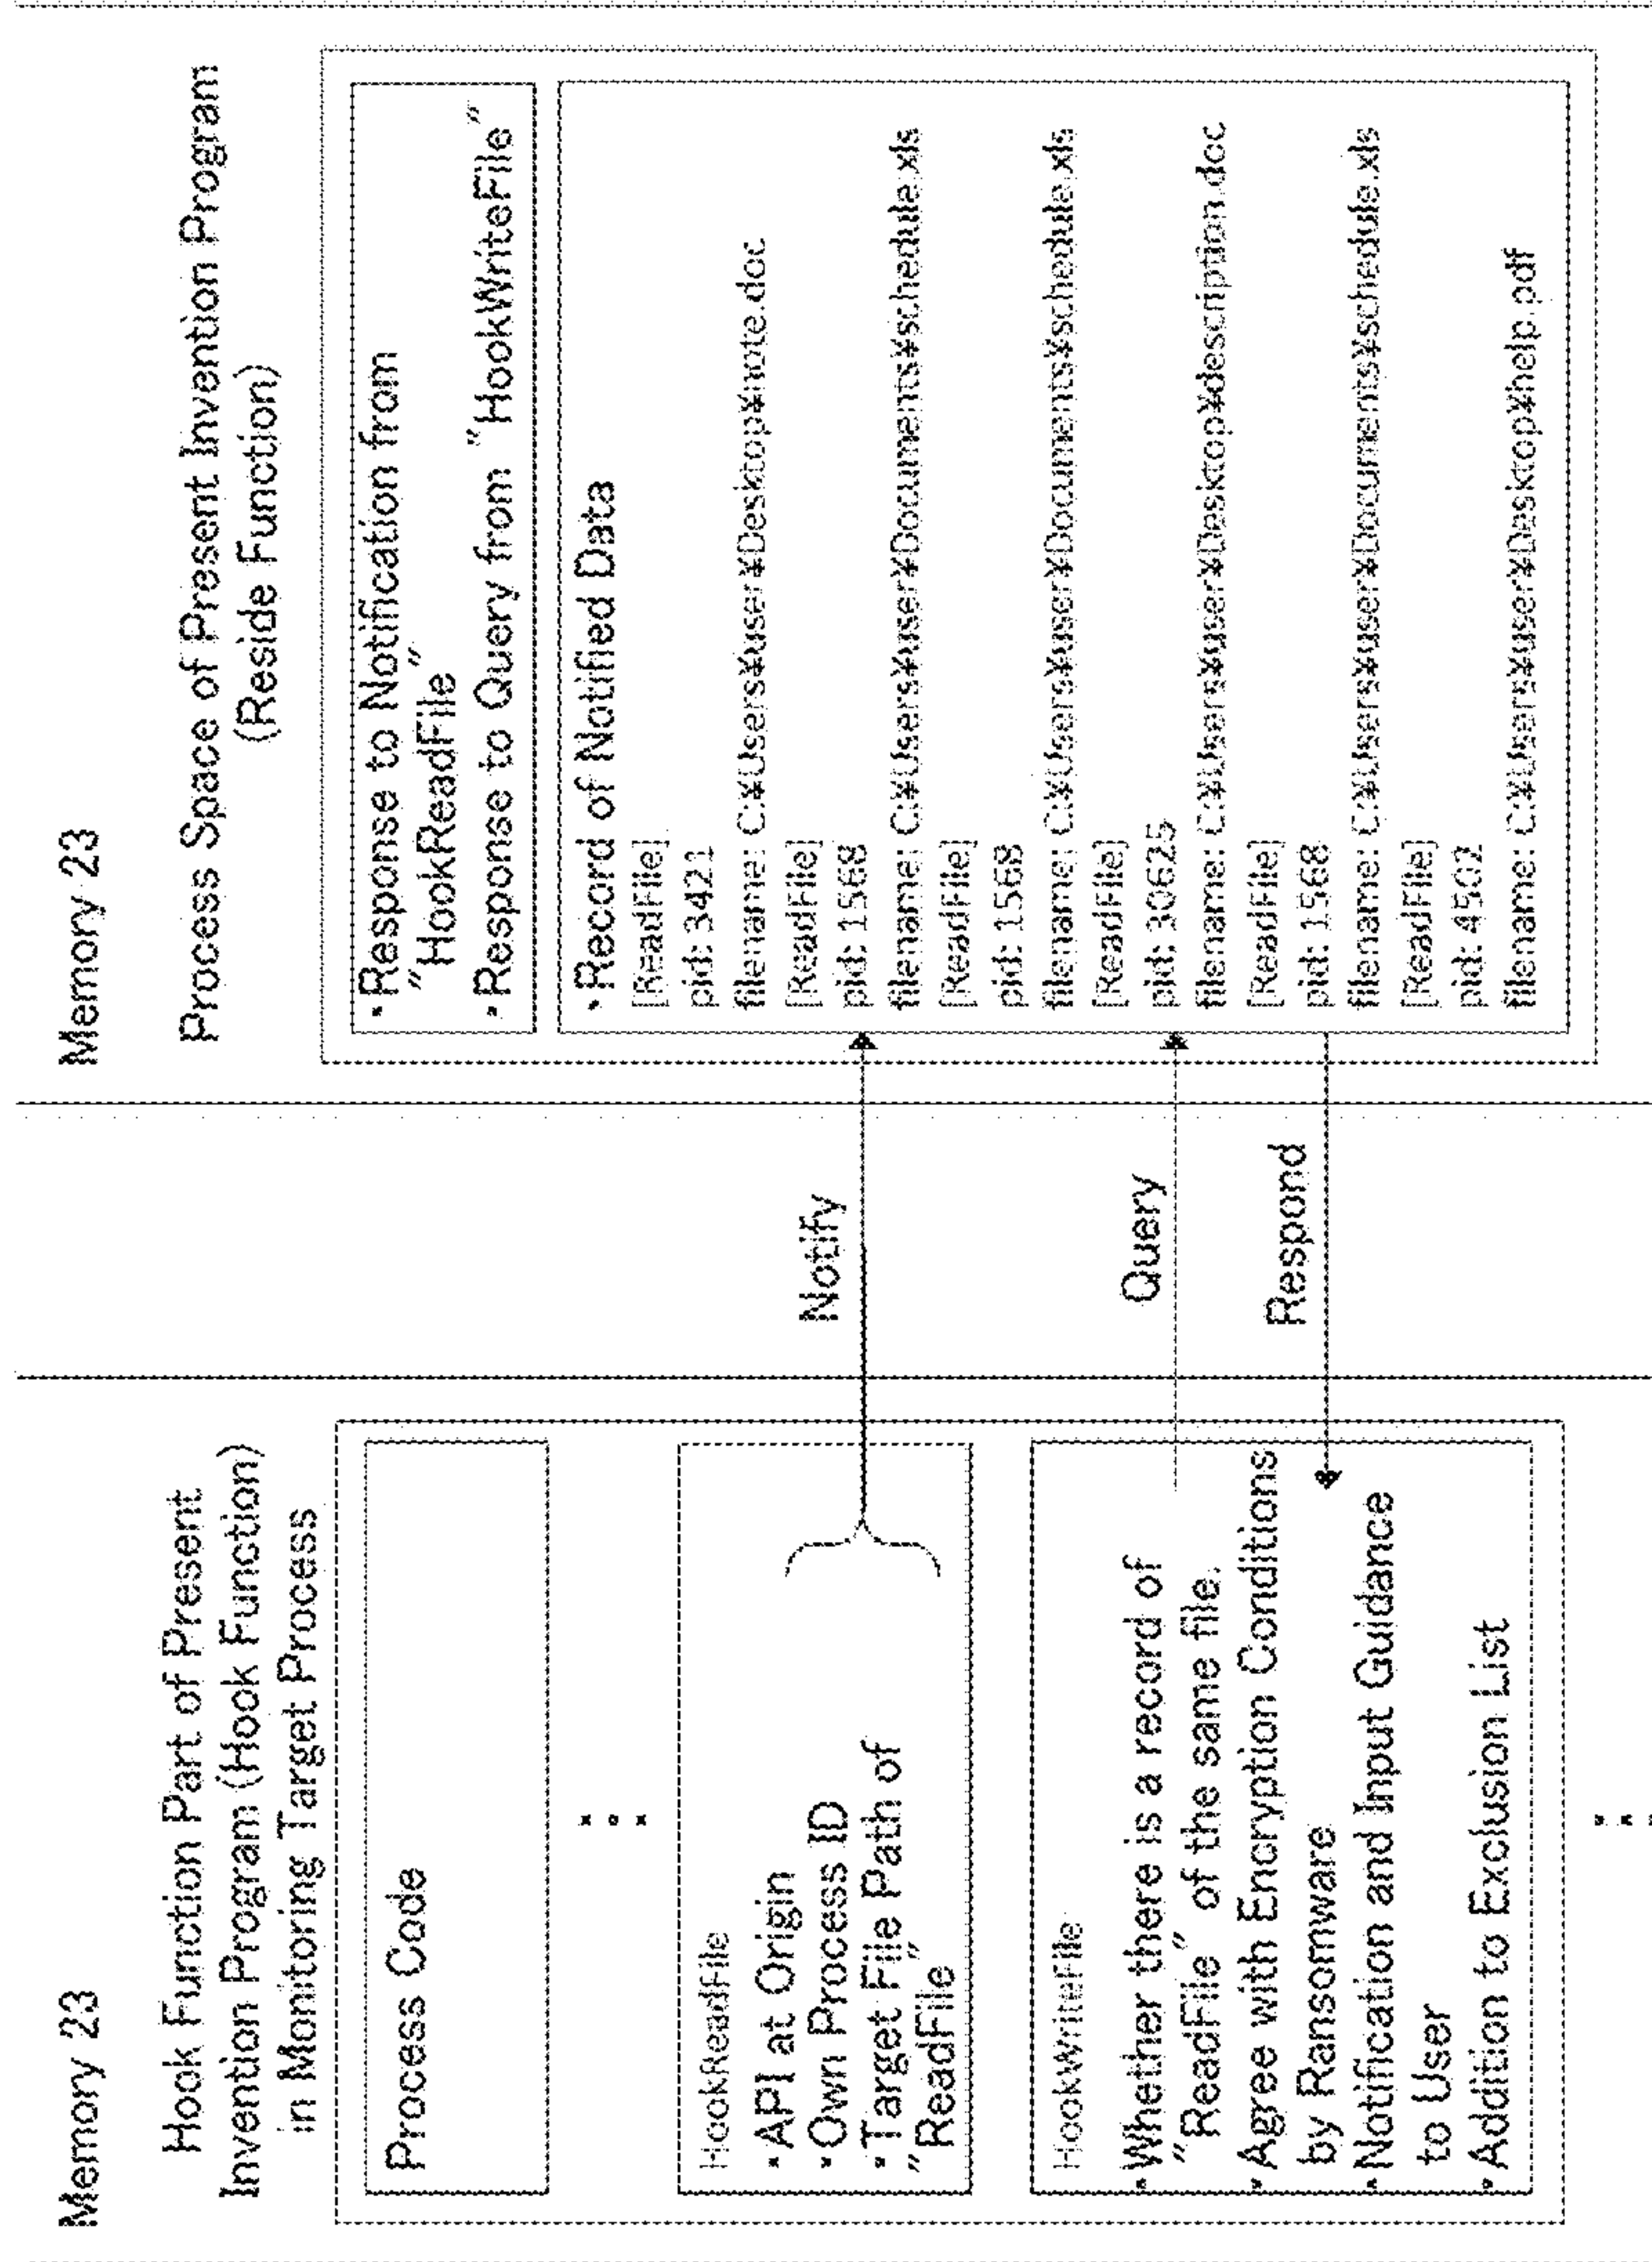 Memory 23
Hook Function Part of Present
Invention Program (Hook Function)
in Monitoring Target Process
Process Code
HookReadFile
・API at Origin
・Own Process ID
・Target File Path of
"ReadFile"
HookWriteFile
・Whether there is a record of
"ReadFile" of the same file.
・Agree with Encryption Conditions
by Ransomware
・Notification and Input Guidance
to User
・Addition to Exclusion List
Notify
Query
Respond
Memory 23
Process Space of Present Invention Program
(Reside Function)
・Response to Notification from
"HookReadFile"
・Response to Query from "HookWriteFile"
・Record of Notified Data
[ReadFile]
pid: 3421
filename: C:¥Users¥user¥Desktop¥note.doc
[ReadFile]
pid: 1568
filename: C:¥Users¥user¥Documents¥schedule.xls
[ReadFile]
pid: 1568
filename: C:¥Users¥user¥Documents¥schedule.xls
[ReadFile]
pid: 30625
filename: C:¥Users¥user¥Desktop¥description.doc
[ReadFile]
pid: 1568
filename: C:¥Users¥user¥Documents¥schedule.xls
[ReadFile]
pid: 4502
filename: C:¥Users¥user¥Desktop¥help.pdf